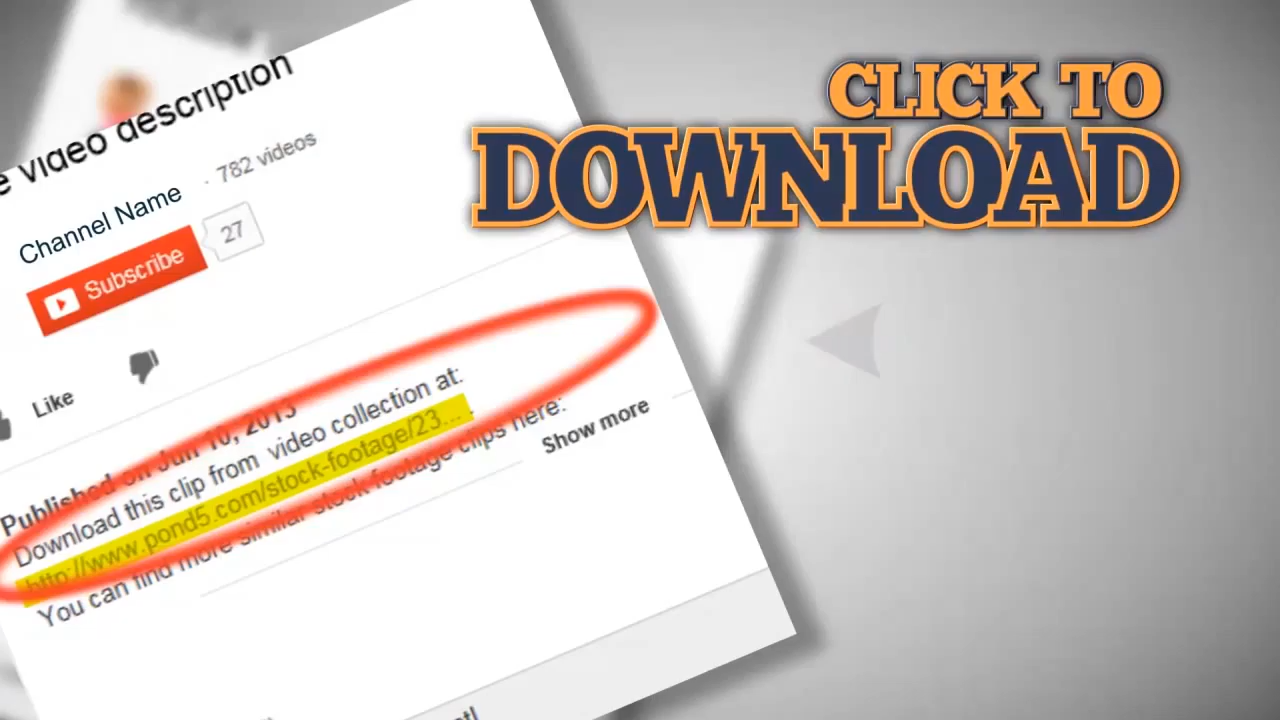 CLICK TO
DOWNLOAD
e video description
Channel Name · 782 videos
Subscribe 27
Like
Published on Jun 10, 2013
Download this clip from video collection at:
http://www.pond5.com/stock-footage/23...
You can find more similar stock footage clips here:
Show more